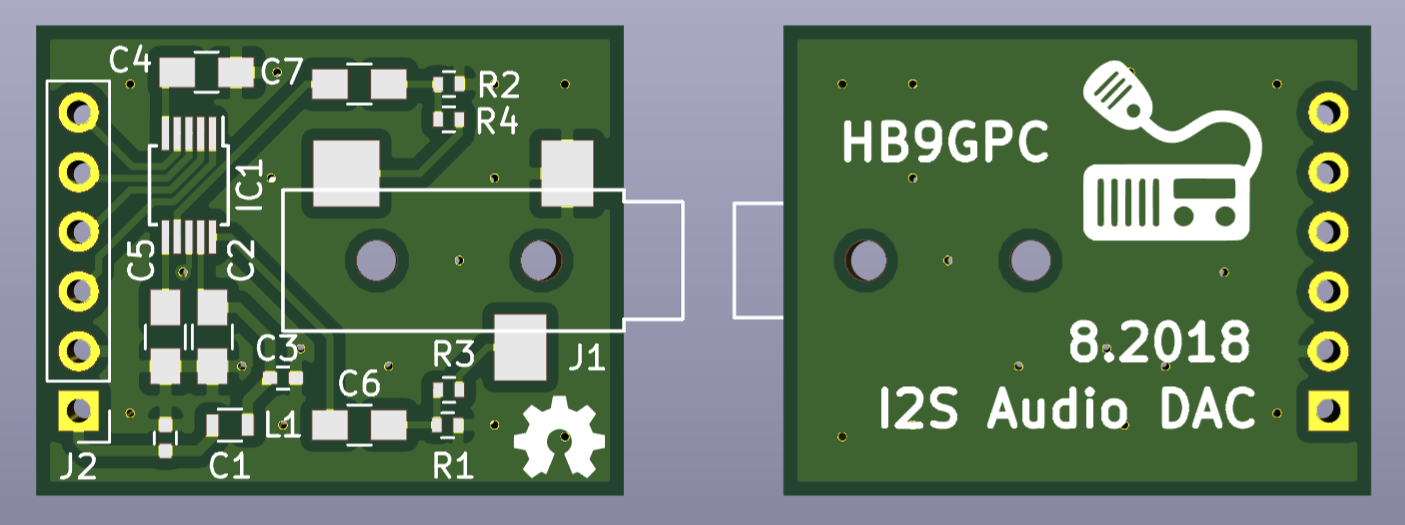 C4
C7
R2
R4
IC1
C5
C2
C3
R3
J1
C6
L1
J2
C1
R1
HB9GPC
8.2018
I2S Audio DAC